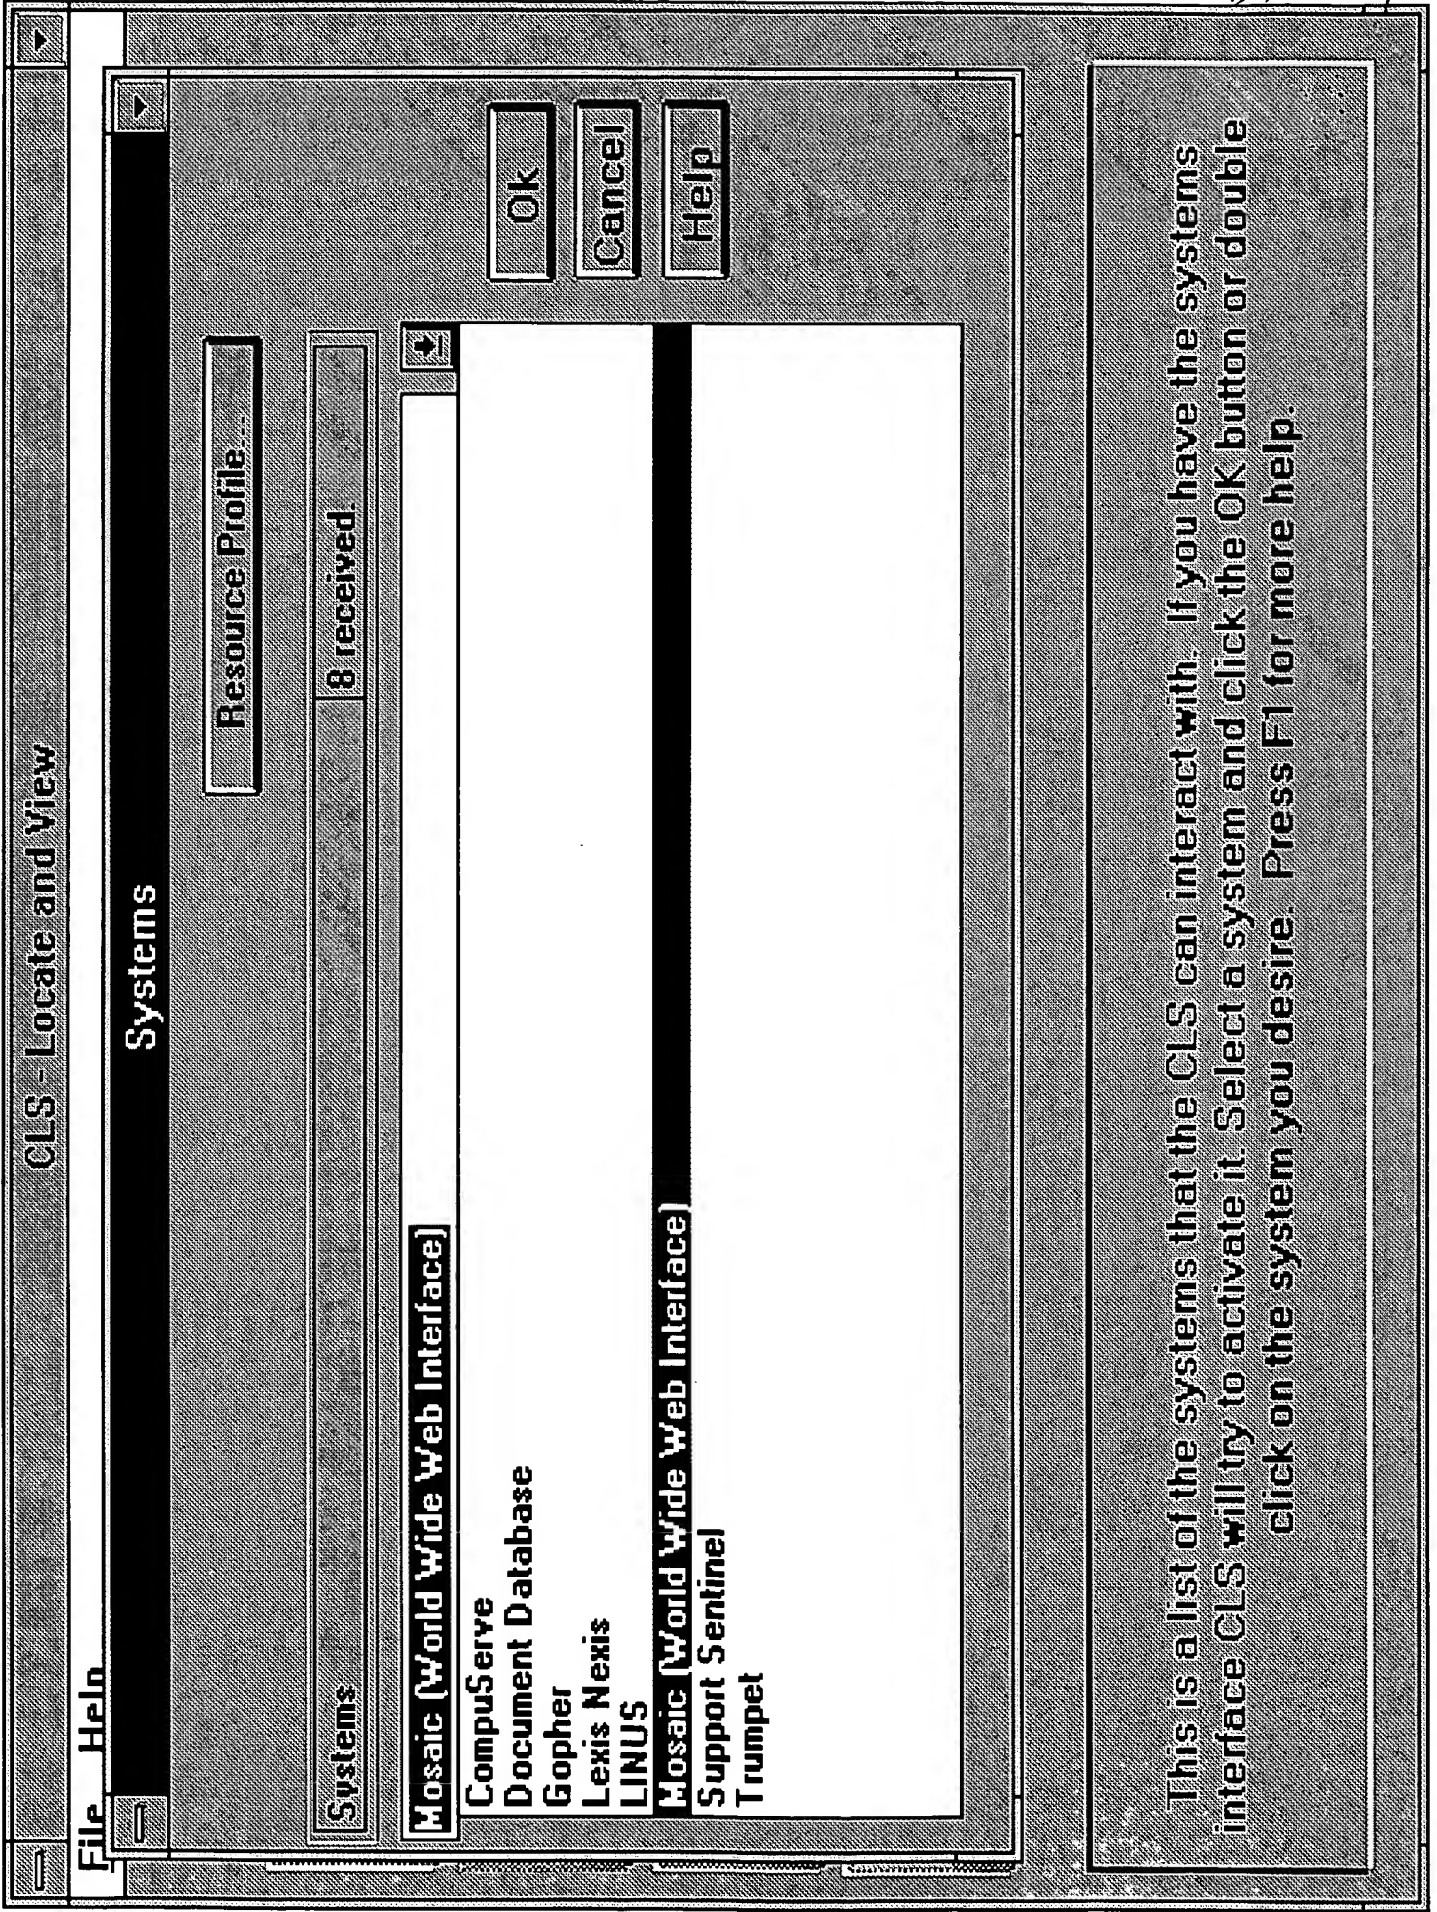 CLS - Locate and View
File Help
Systems
Resource Profile....
Systems 8 received.
Mosaic (World Wide Web Interface)
CompuServe
Document Database
Gopher
Lexis Nexis
LINUS
Mosaic (World Wide Web Interface)
Support Sentinel
Trumpet
Ok
Cancel
Help
This is a list of the systems that the CLS can interact with. If you have the systems
interface CLS will try to activate it. Select a system and click the OK button or double
click on the system you desire. Press F1 for more help.